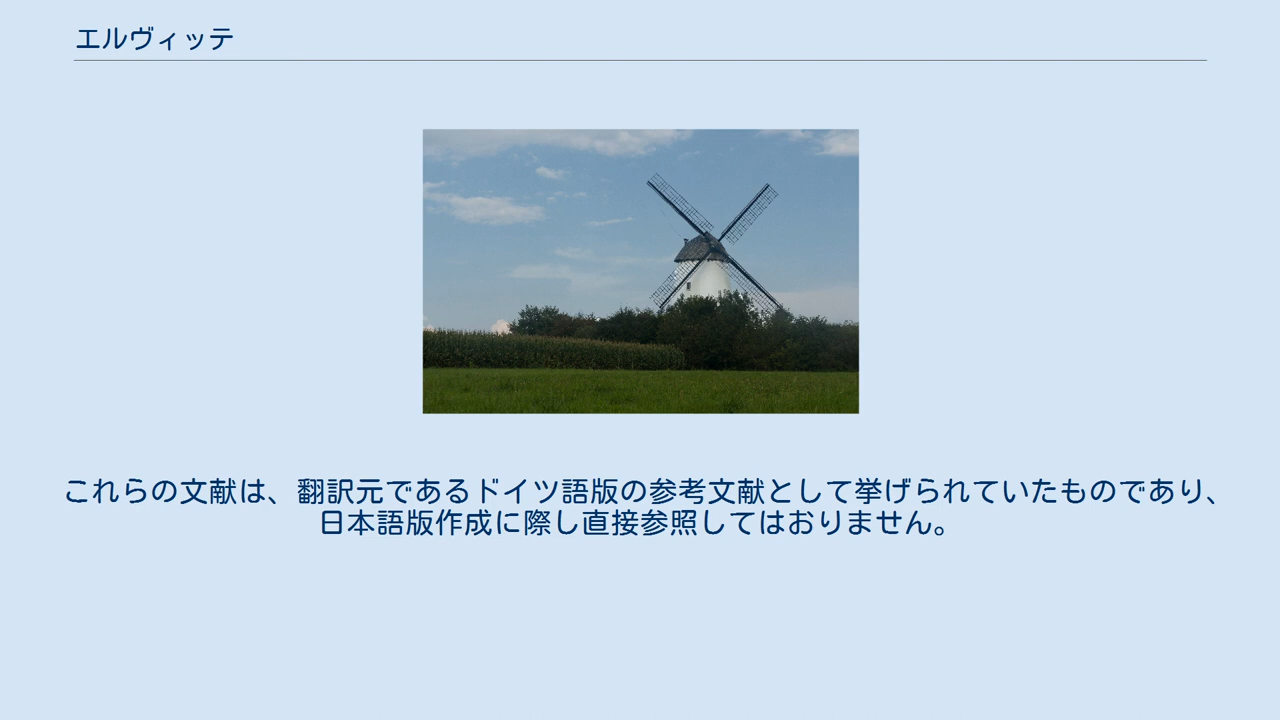 エルヴィッテ
これらの文献は、翻訳元であるドイツ語版の参考文献として挙げられていたものであり、
日本語版作成に際し直接参照してはおりません。